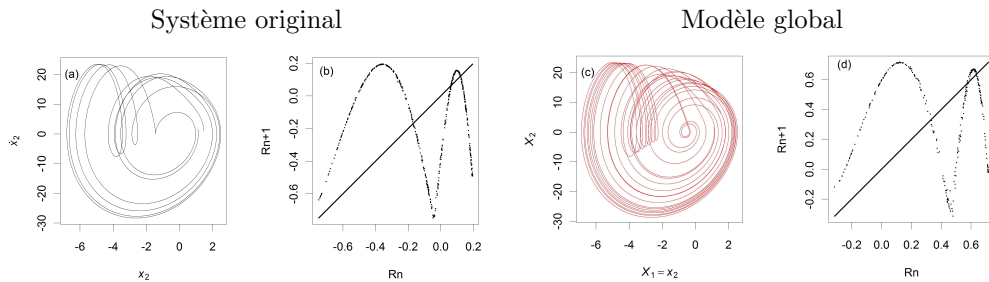 Système original
Modèle global
(a)
20
10
0
-10
-20
-30
ẋ₂
-6 -4 -2 0 2
x₂
(b)
0.2
0.0
-0.2
-0.4
-0.6
Rn+1
-0.6 -0.4 -0.2 0.0 0.2
Rn
(c)
20
10
0
-10
-20
-30
X₂
-6 -4 -2 0 2
X₁ = x₂
(d)
0.6
0.4
0.2
0.0
-0.2
Rn+1
-0.2 0.0 0.2 0.4 0.6
Rn